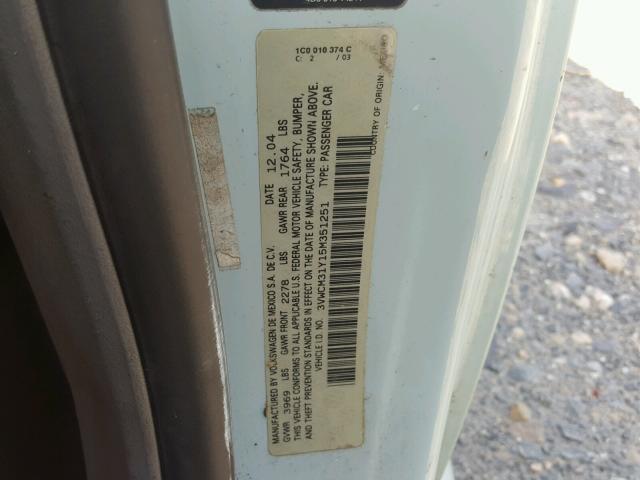 1C0 010 374 C
C: 2 / 03
MANUFACTURED BY VOLKSWAGEN DE MEXICO S.A. DE C.V. DATE 12.04
GVWR 3969 LBS GAWR FRONT 2278 LBS GAWR REAR 1764 LBS
THIS VEHICLE CONFORMS TO ALL APPLICABLE U.S. FEDERAL MOTOR VEHICLE SAFETY, BUMPER,
AND THEFT PREVENTION STANDARDS IN EFFECT ON THE DATE OF MANUFACTURE SHOWN ABOVE.
VEHICLE I.D. NO. 3VWCM31Y15M351251 TYPE: PASSENGER CAR
COUNTRY OF ORIGIN: MEXICO